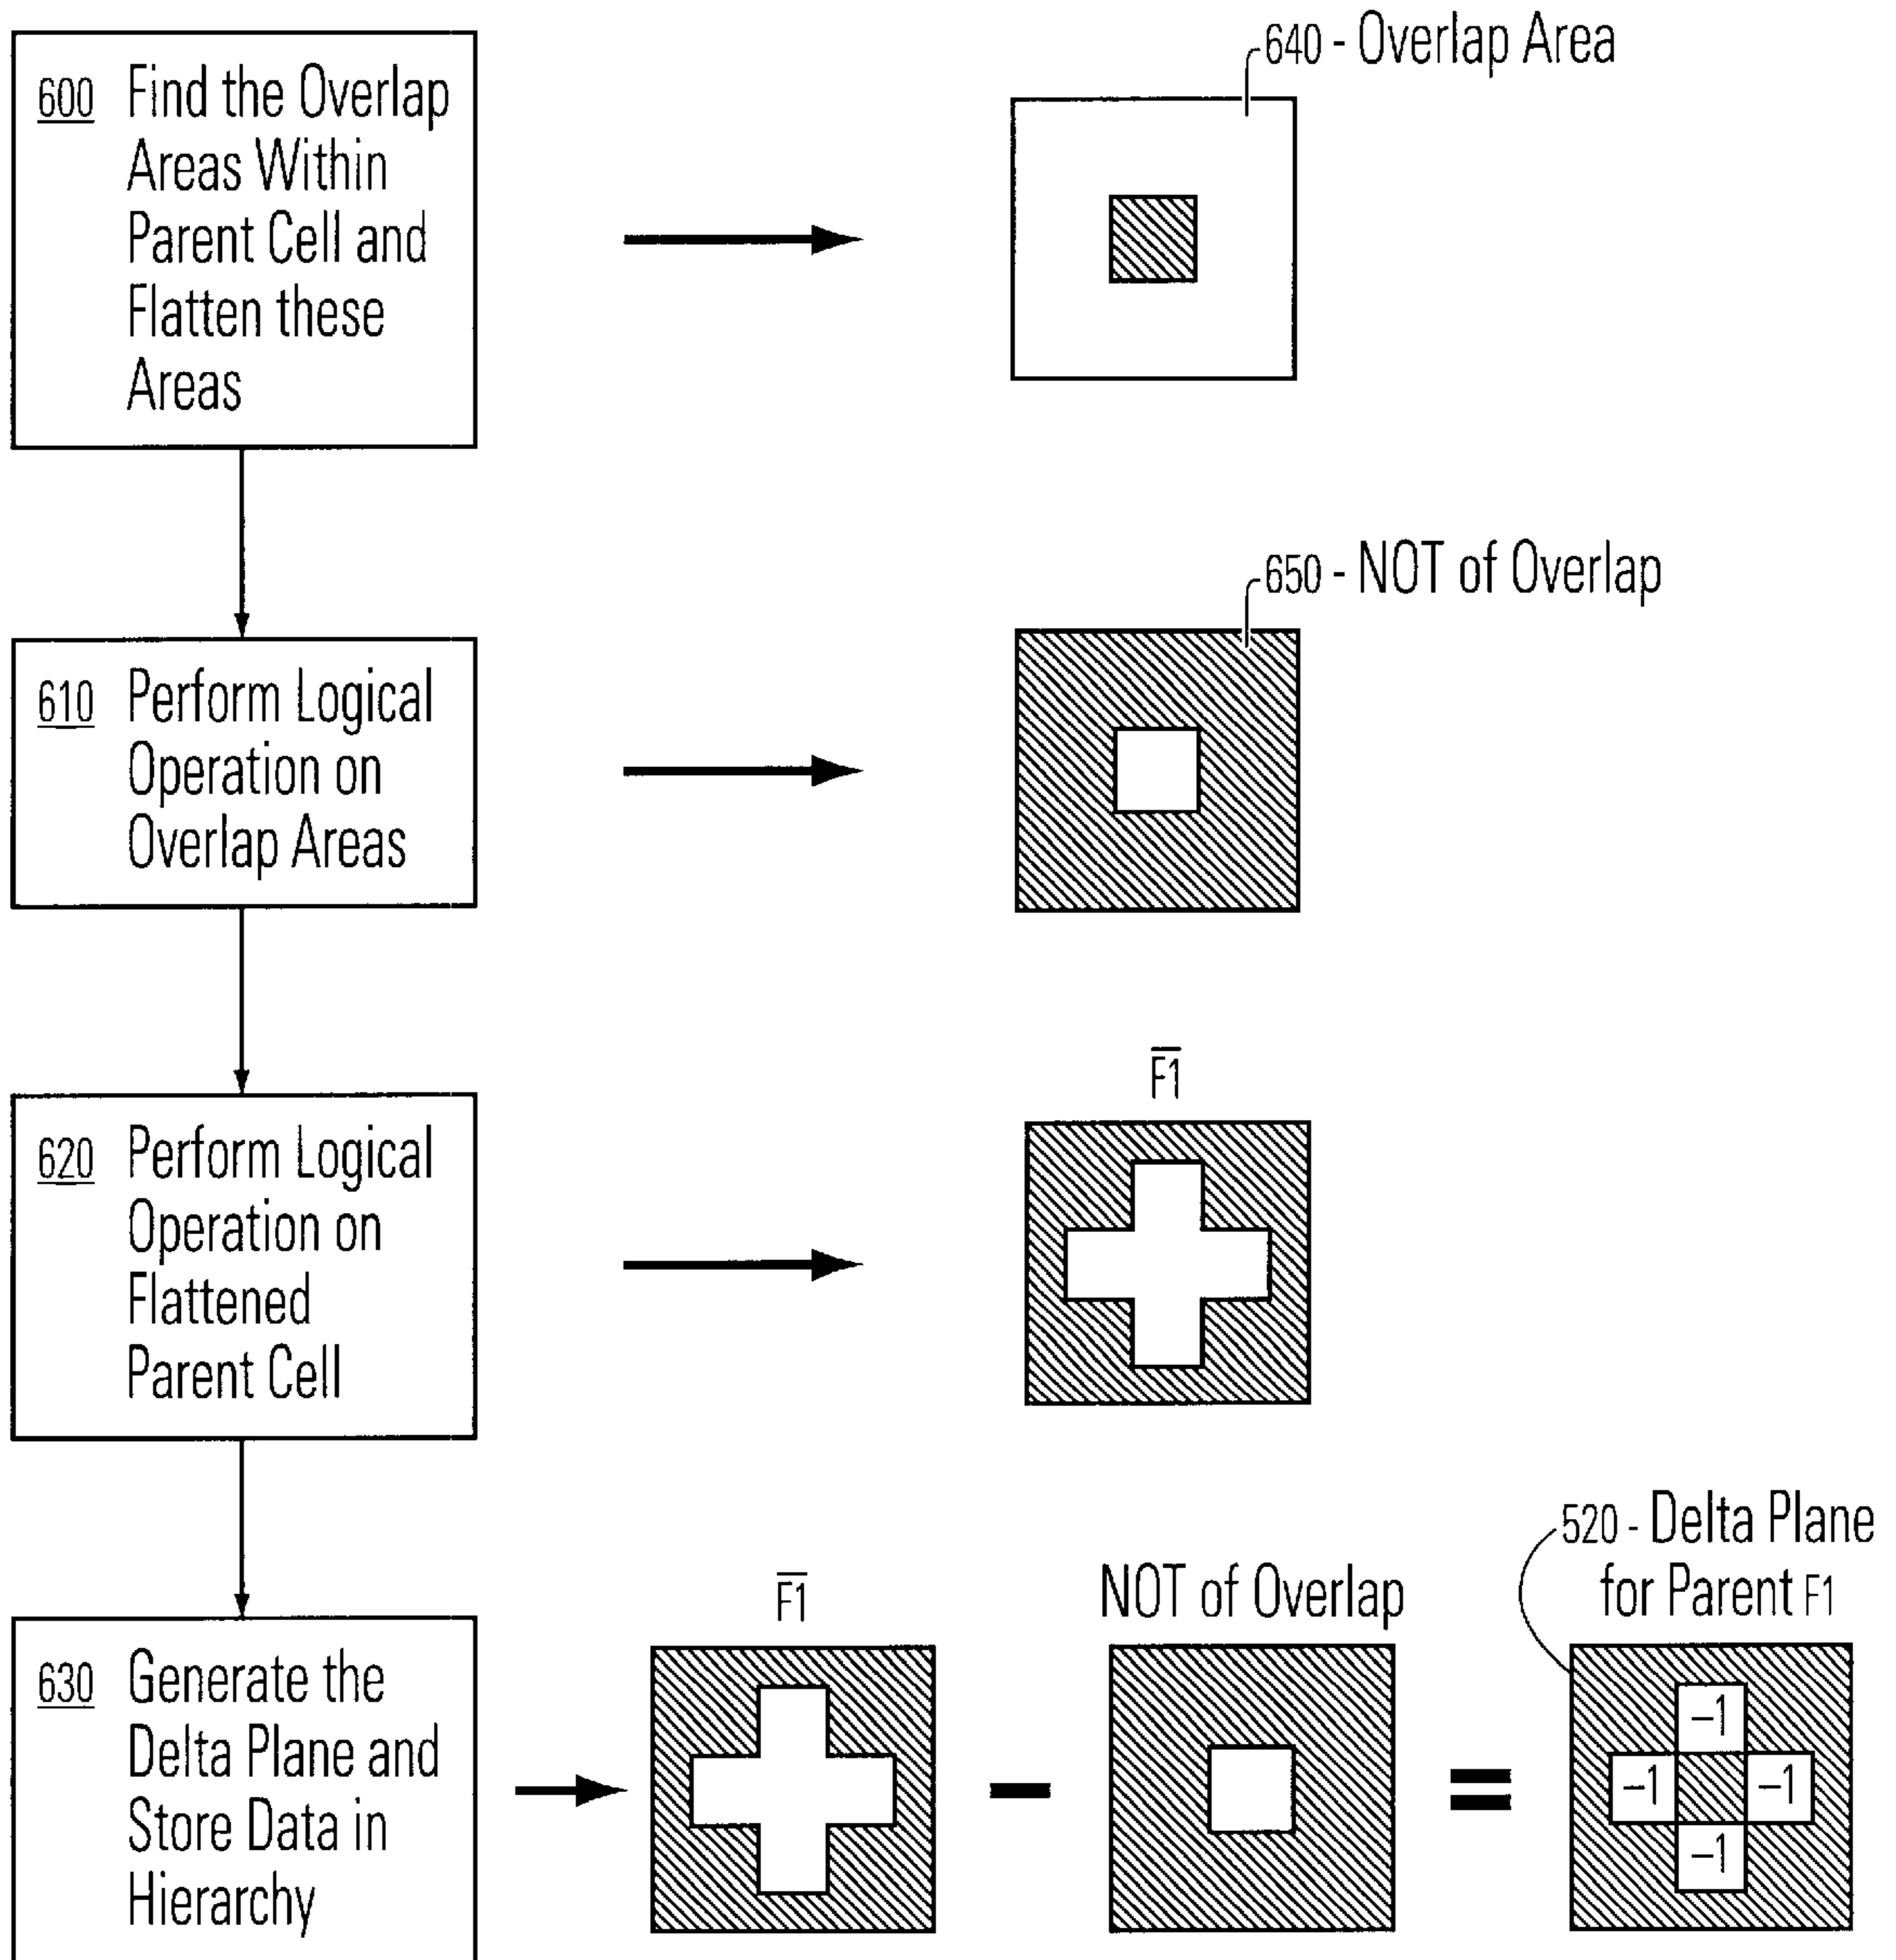 600 Find the Overlap
Areas Within
Parent Cell and
Flatten these
Areas
640 - Overlap Area
610 Perform Logical
Operation on
Overlap Areas
650 - NOT of Overlap
620 Perform Logical
Operation on
Flattened
Parent Cell
F1
630 Generate the
Delta Plane and
Store Data in
Hierarchy
F1
−
NOT of Overlap
=
520 - Delta Plane
for Parent F1
−1
−1 −1
−1